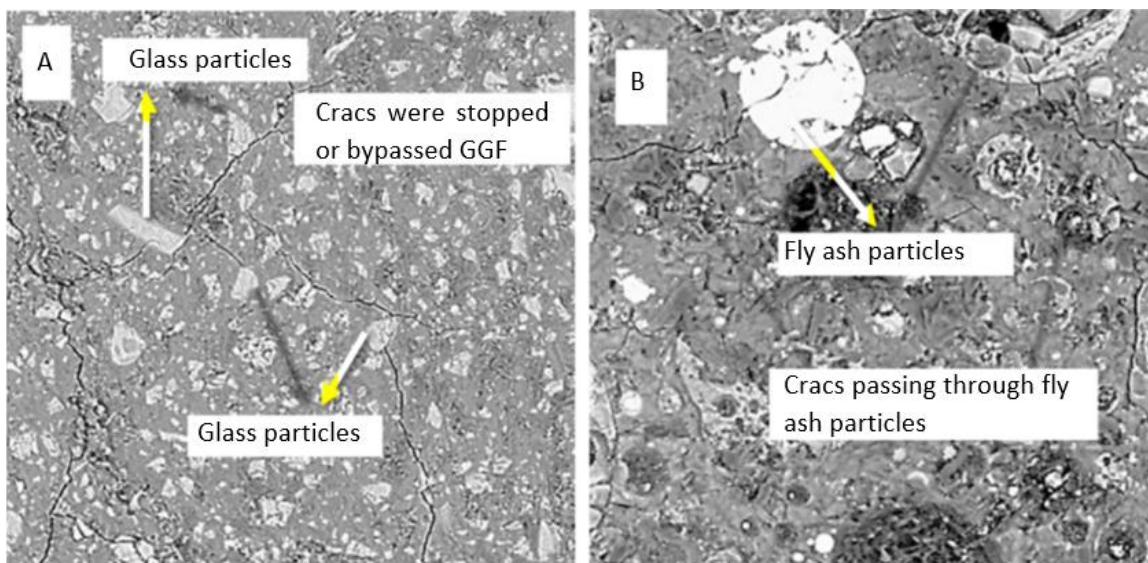 A
Glass particles
Cracs were stopped
or bypassed GGF
Glass particles
B
Fly ash particles
Cracs passing through fly
ash particles